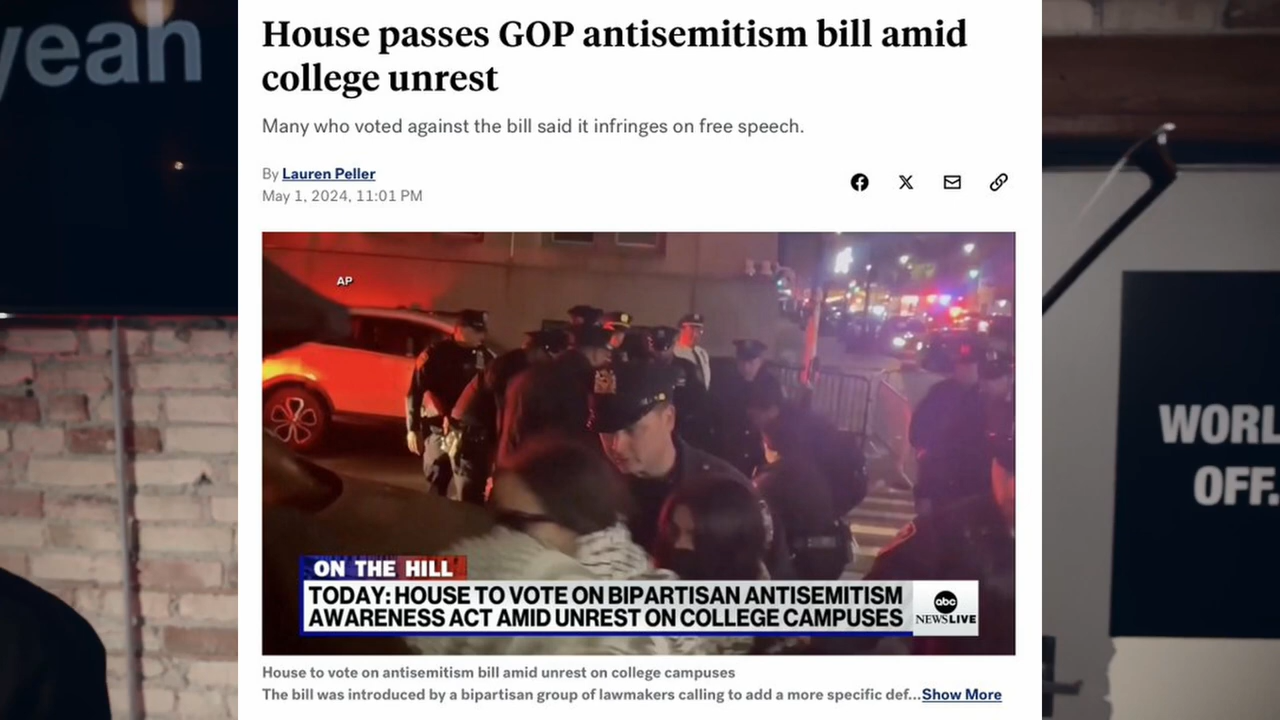 yeah
House passes GOP antisemitism bill amid
college unrest
Many who voted against the bill said it infringes on free speech.
By Lauren Peller
May 1, 2024, 11:01 PM
AP
ON THE HILL
TODAY: HOUSE TO VOTE ON BIPARTISAN ANTISEMITISM
AWARENESS ACT AMID UNREST ON COLLEGE CAMPUSES
abc
NEWSLIVE
House to vote on antisemitism bill amid unrest on college campuses
The bill was introduced by a bipartisan group of lawmakers calling to add a more specific def...Show More
WORL
OFF.